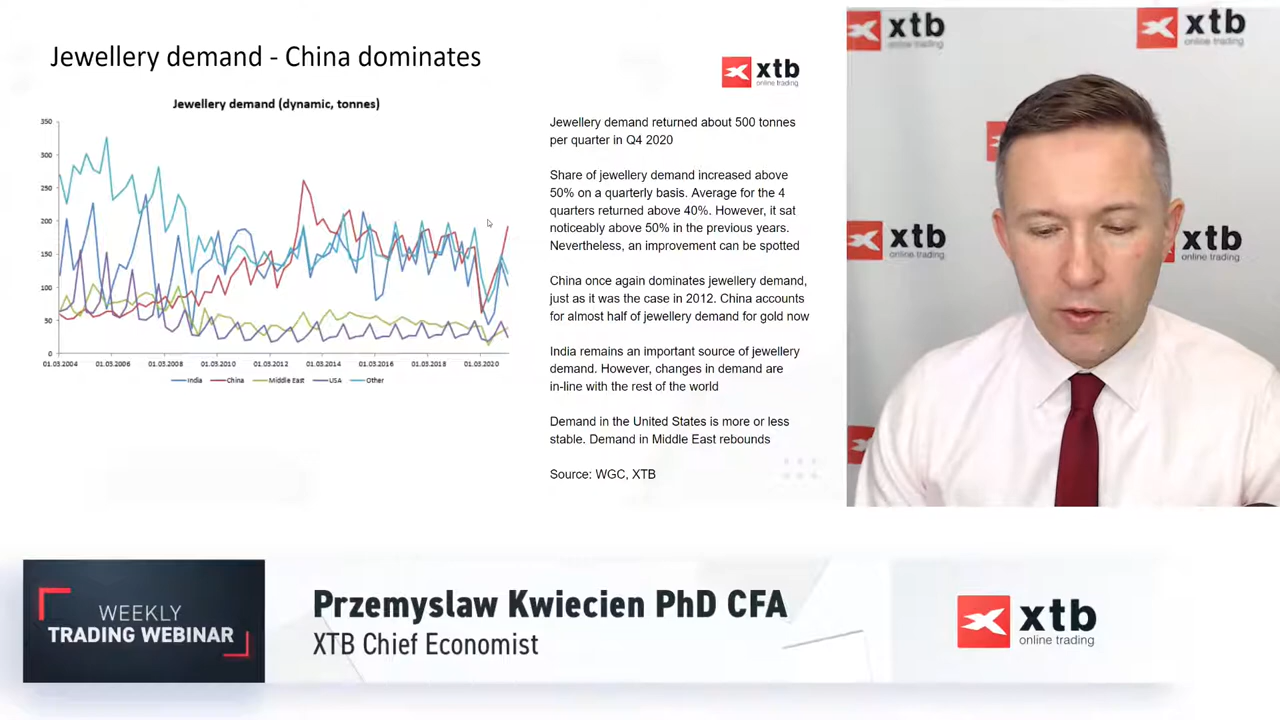 Jewellery demand - China dominates
xtb
online trading
Jewellery demand (dynamic, tonnes)
350
300
250
200
150
100
50
0
01.03.2004 01.03.2006 01.03.2008 01.03.2010 01.03.2012 01.03.2014 01.03.2016 01.03.2018 01.03.2020
India China Middle East USA Other
Jewellery demand returned about 500 tonnes
per quarter in Q4 2020
Share of jewellery demand increased above
50% on a quarterly basis. Average for the 4
quarters returned above 40%. However, it sat
noticeably above 50% in the previous years.
Nevertheless, an improvement can be spotted
China once again dominates jewellery demand,
just as it was the case in 2012. China accounts
for almost half of jewellery demand for gold now
India remains an important source of jewellery
demand. However, changes in demand are
in-line with the rest of the world
Demand in the United States is more or less
stable. Demand in Middle East rebounds
Source: WGC, XTB
xtb
online trading
xtb
online trading
xtb
online trading
xtb
online trading
WEEKLY
TRADING WEBINAR
Przemyslaw Kwiecien PhD CFA
XTB Chief Economist
xtb
online trading